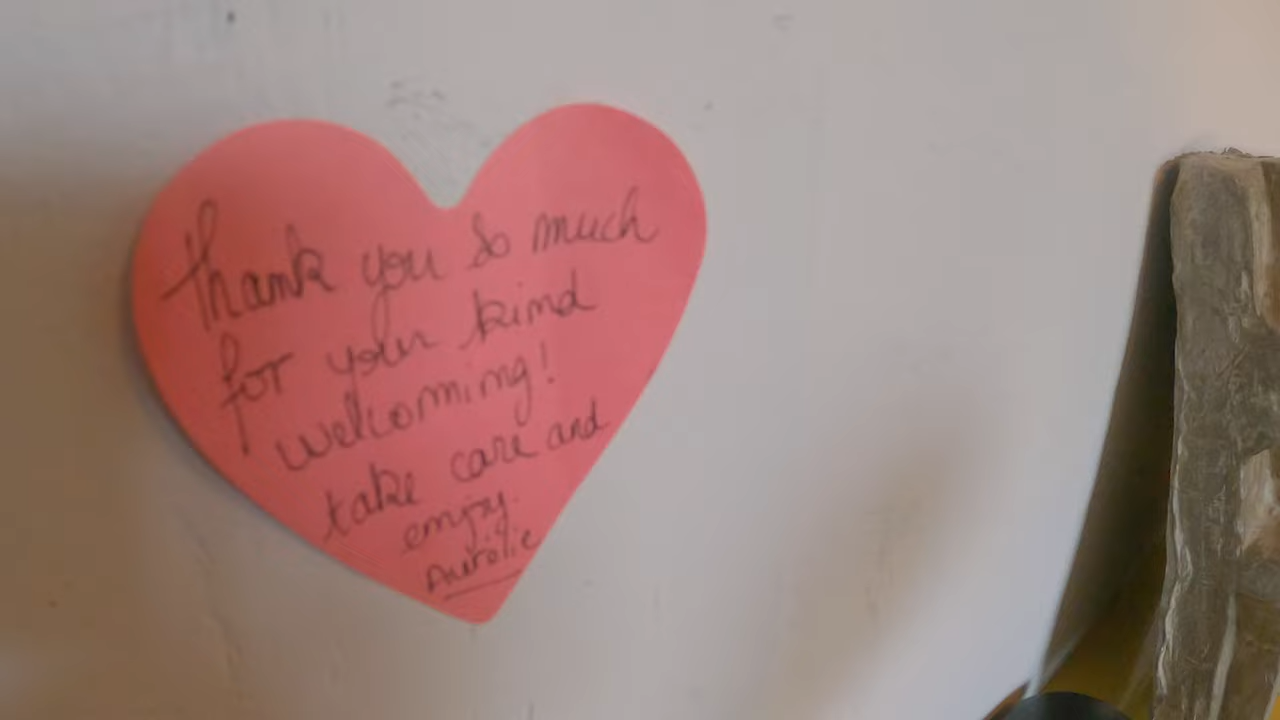 Thank you so much
for your kind
welcoming!
take care and
enjoy.
Aurélie